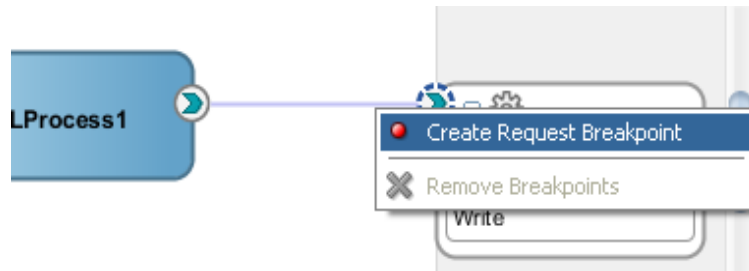 LProcess1
Create Request Breakpoint
Remove Breakpoints
Write